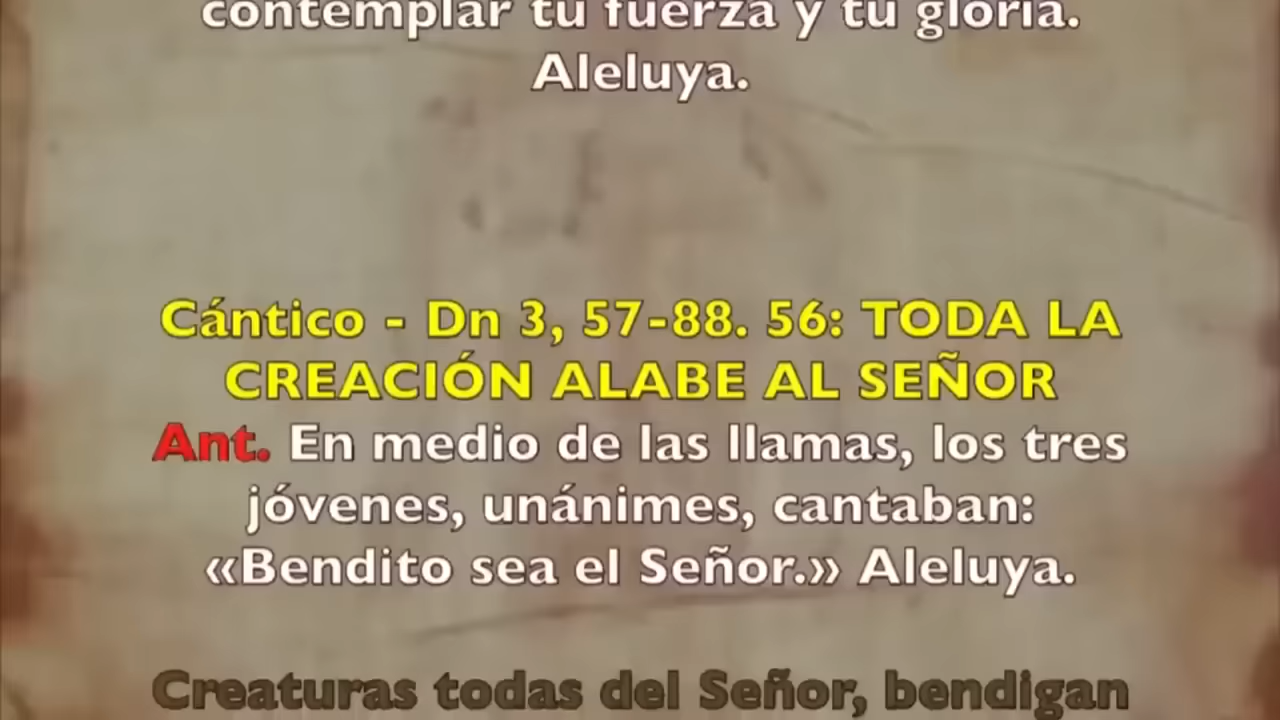 contemplar tu fuerza y tu gloria.
Aleluya.
Cántico - Dn 3, 57-88. 56: TODA LA
CREACIÓN ALABE AL SEÑOR
Ant. En medio de las llamas, los tres
jóvenes, unánimes, cantaban:
«Bendito sea el Señor.» Aleluya.
Creaturas todas del Señor, bendigan